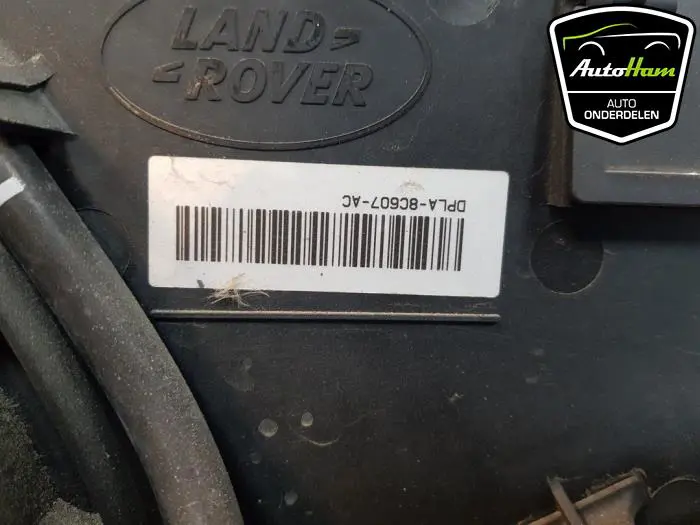 LAND
ROVER
DPLA-8C607-AC
AutoHam
AUTO
ONDERDELEN